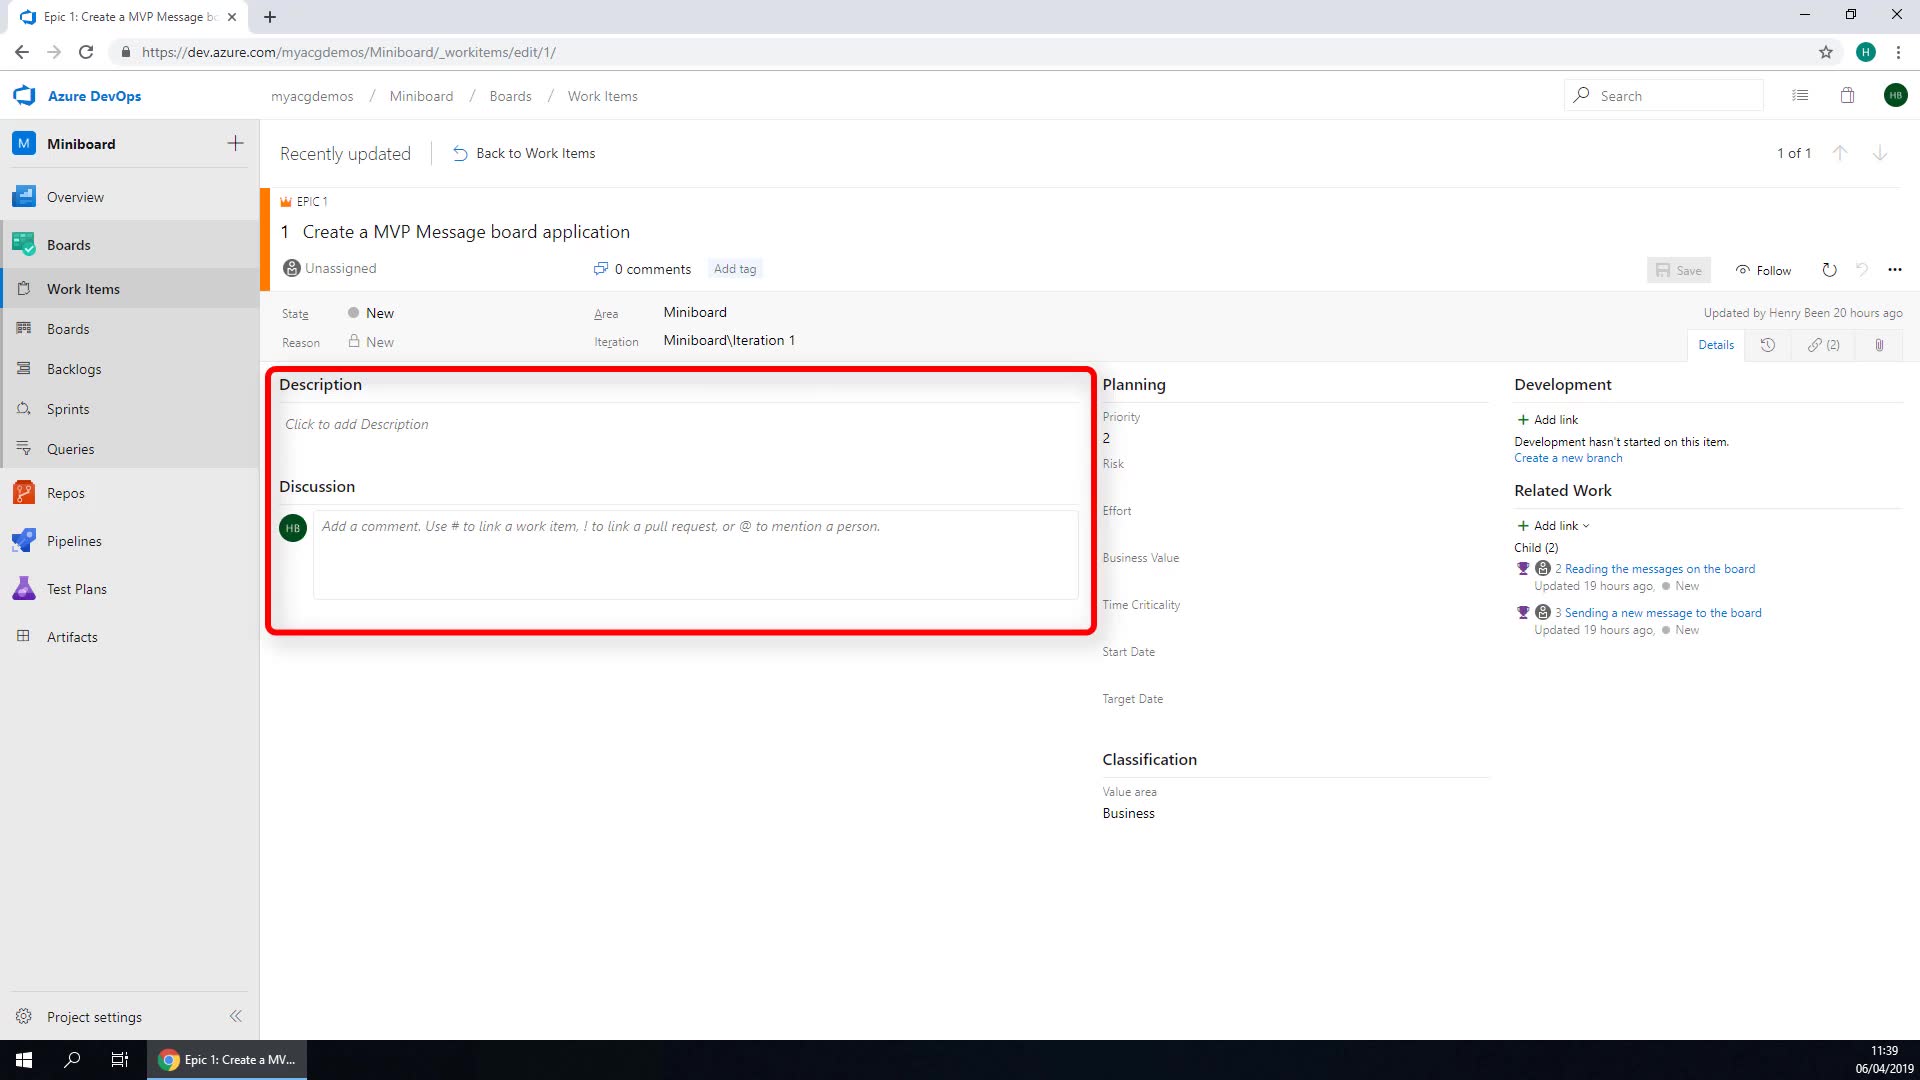 Epic 1: Create a MVP Message bo
https://dev.azure.com/myacgdemos/Miniboard/_workitems/edit/1/
H
Azure DevOps
myacgdemos / Miniboard / Boards / Work Items
Search
HB
M Miniboard
Overview
Boards
Work Items
Boards
Backlogs
Sprints
Queries
Repos
Pipelines
Test Plans
Artifacts
Project settings
Recently updated
Back to Work Items
1 of 1
EPIC 1
1 Create a MVP Message board application
Unassigned
0 comments
Add tag
Save
Follow
State
New
Area
Miniboard
Updated by Henry Been 20 hours ago
Reason
New
Iteration
Miniboard\Iteration 1
Details
(2)
Description
Click to add Description
Discussion
HB
Add a comment. Use # to link a work item, ! to link a pull request, or @ to mention a person.
Planning
Priority
2
Risk
Effort
Business Value
Time Criticality
Start Date
Target Date
Classification
Value area
Business
Development
+ Add link
Development hasn't started on this item.
Create a new branch
Related Work
+ Add link
Child (2)
2 Reading the messages on the board
Updated 19 hours ago, New
3 Sending a new message to the board
Updated 19 hours ago, New
Epic 1: Create a MV...
11:39
06/04/2019